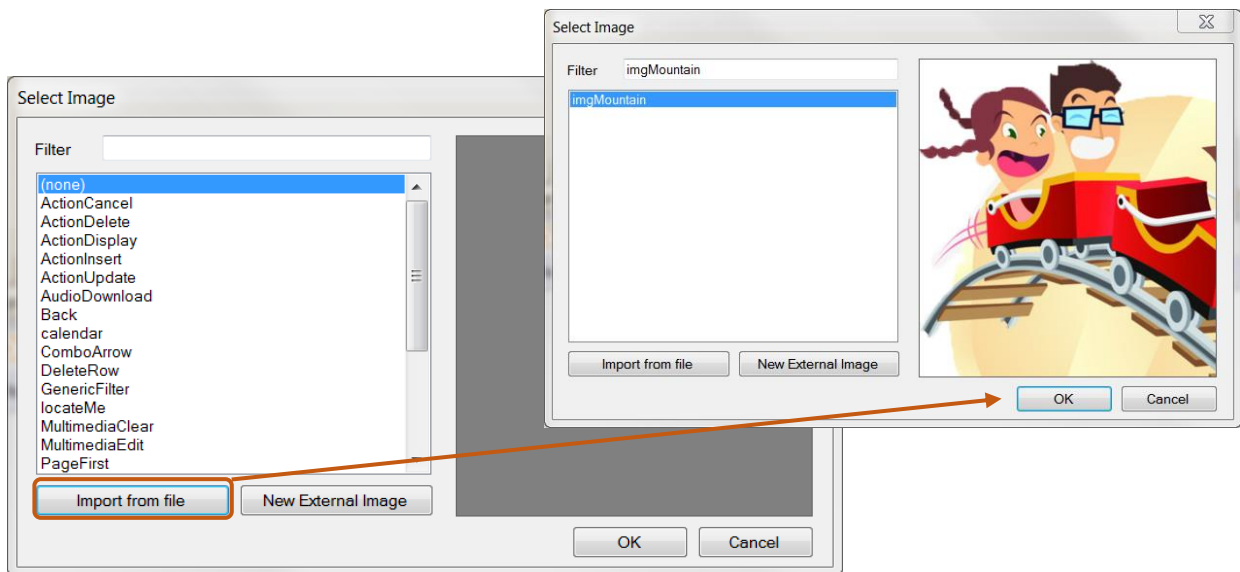 Select Image
Filter
(none)
ActionCancel
ActionDelete
ActionDisplay
ActionInsert
ActionUpdate
AudioDownload
Back
calendar
ComboArrow
DeleteRow
GenericFilter
locateMe
MultimediaClear
MultimediaEdit
PageFirst
Import from file New External Image
OK Cancel
Select Image
Filter imgMountain
imgMountain
Import from file New External Image
OK Cancel